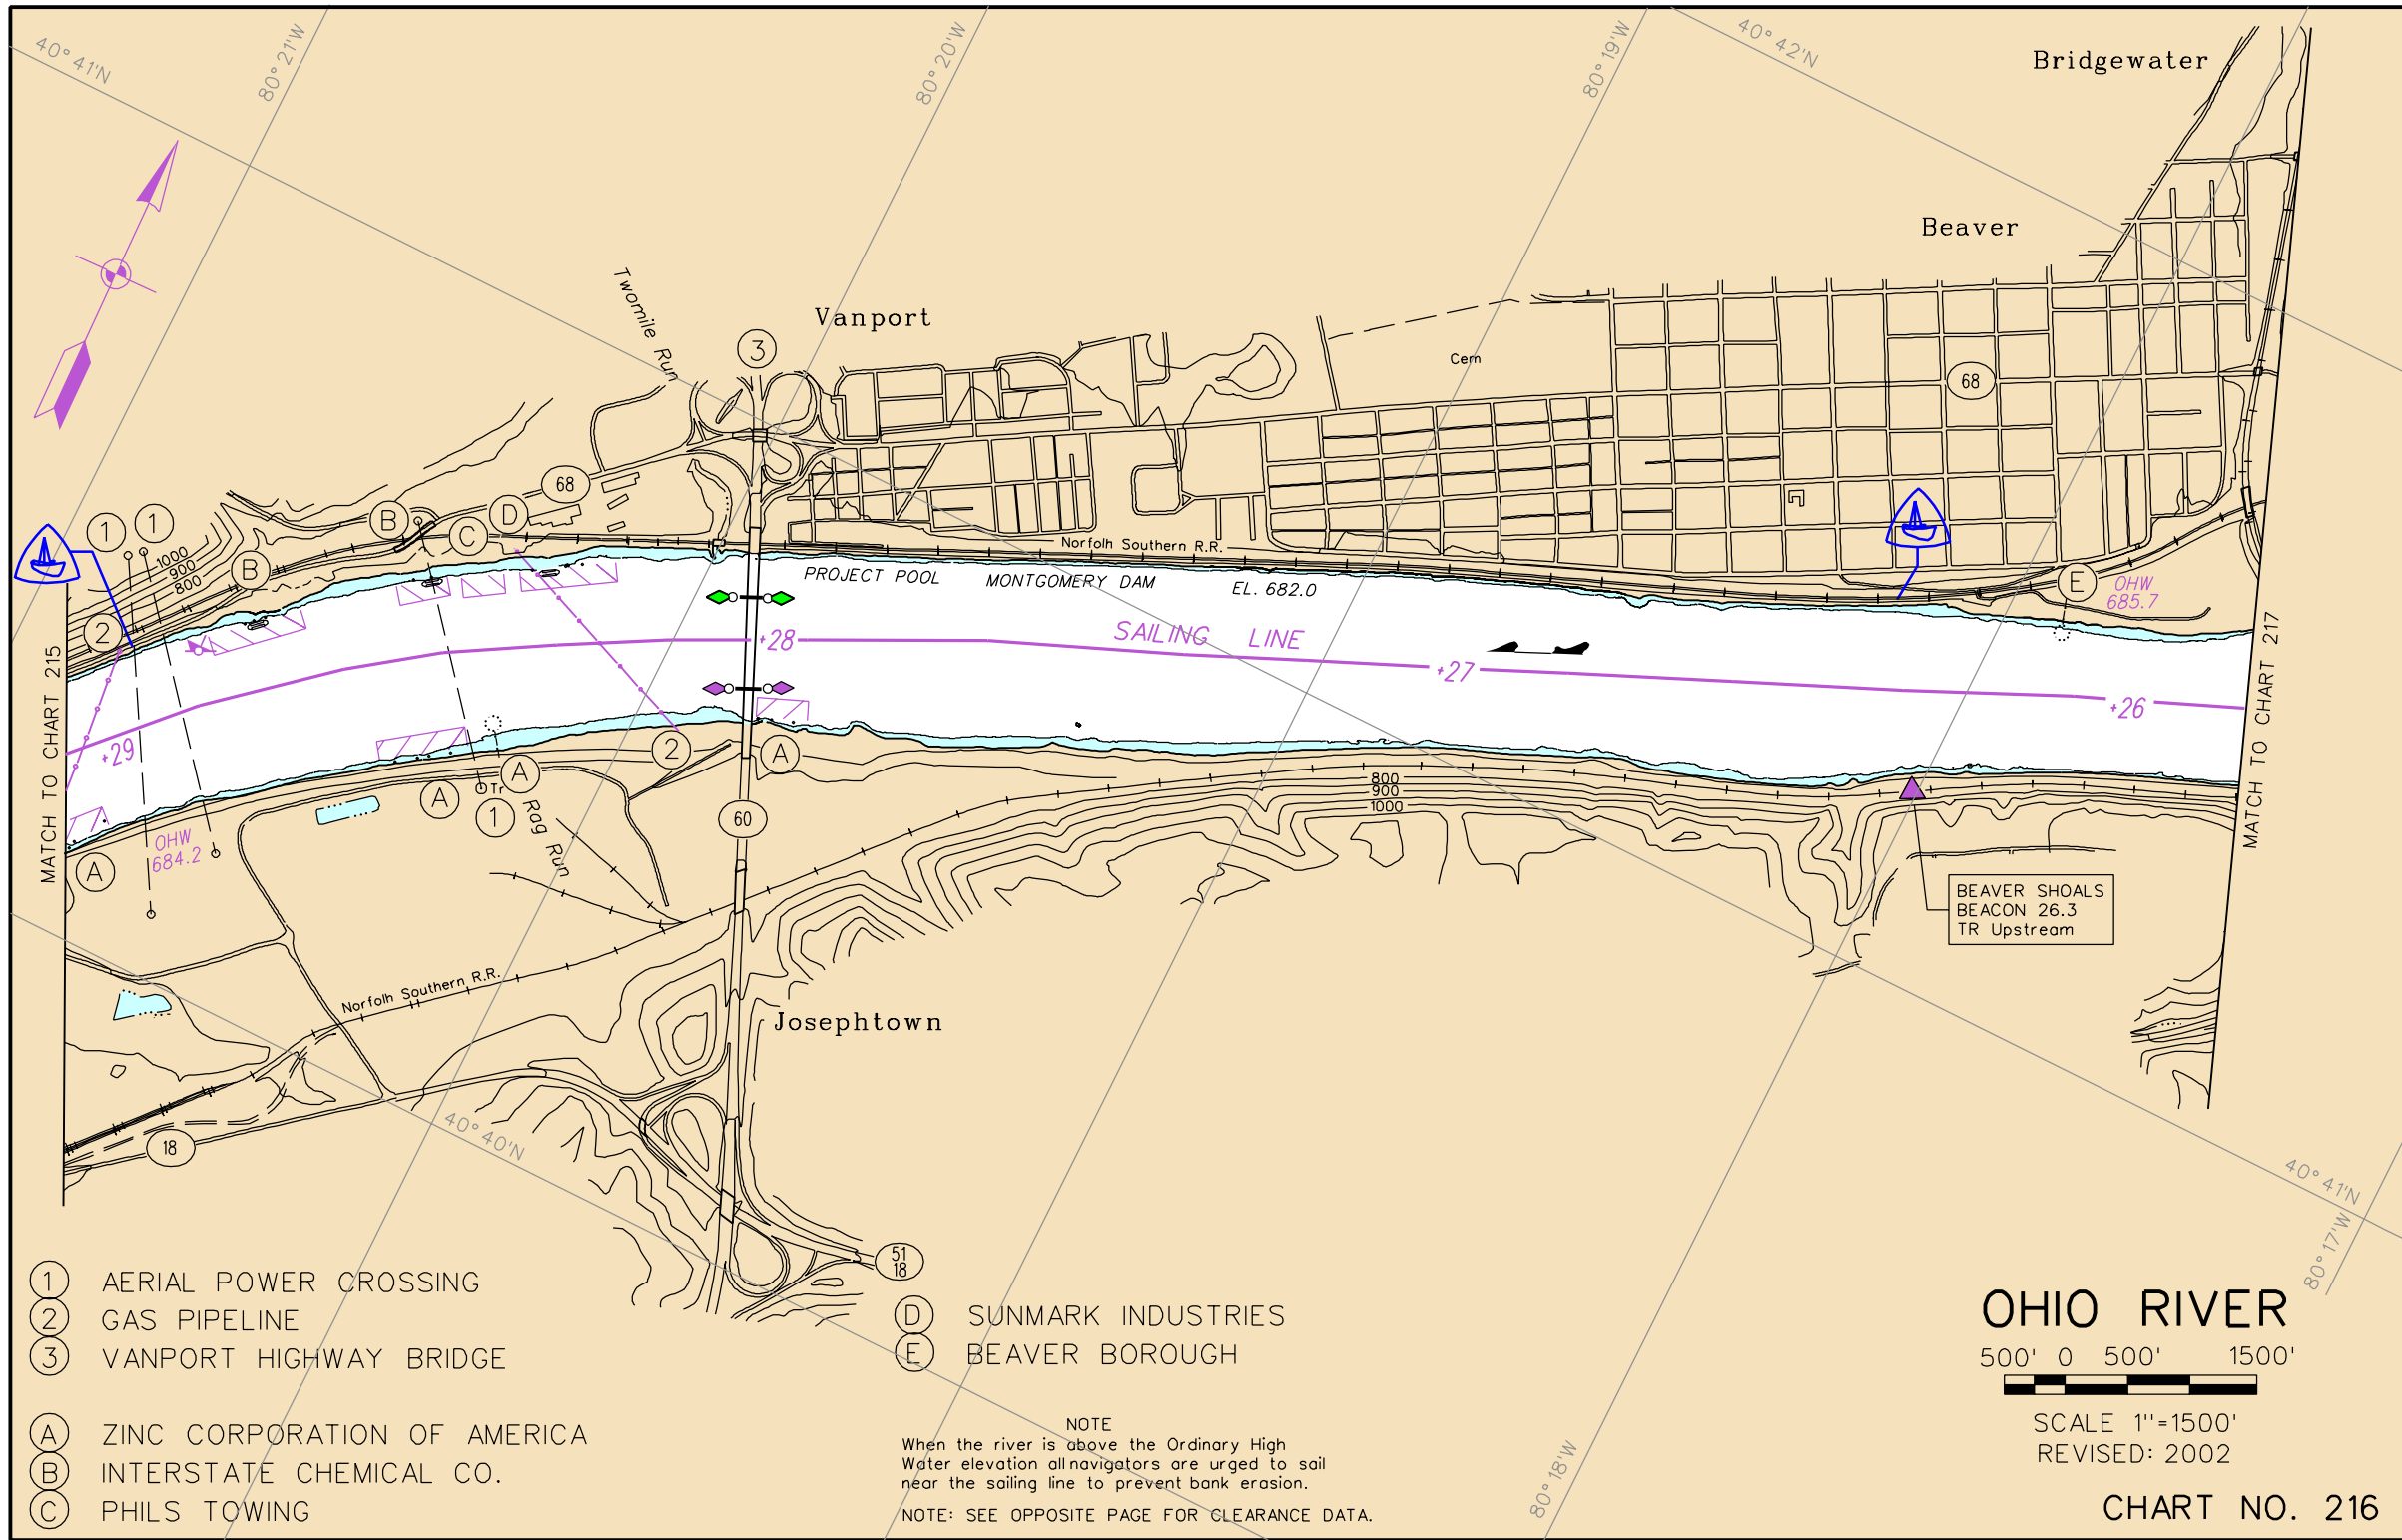 40°41'N
80°21'W
80°20'W
80°19'W
40°42'N
Bridgewater
Beaver
Twomile Run
Vanport
3
Cem
68
68
1
1
B
C
D
1000
900
800
B
2
Norfolh Southern R.R.
PROJECT POOL MONTGOMERY DAM EL. 682.0
E
OHW
685.7
SAILING LINE
+28
+27
+26
+29
MATCH TO CHART 215
MATCH TO CHART 217
2
A
A
A
Tr
1
Rag Run
60
800
900
1000
OHW
684.2
A
BEAVER SHOALS
BEACON 26.3
TR Upstream
Norfolh Southern R.R.
Josephtown
40°40'N
18
40°41'N
80°17'W
51
18
1 AERIAL POWER CROSSING
2 GAS PIPELINE
3 VANPORT HIGHWAY BRIDGE
A ZINC CORPORATION OF AMERICA
B INTERSTATE CHEMICAL CO.
C PHILS TOWING
D SUNMARK INDUSTRIES
E BEAVER BOROUGH
NOTE
When the river is above the Ordinary High
Water elevation all navigators are urged to sail
near the sailing line to prevent bank erasion.
NOTE: SEE OPPOSITE PAGE FOR CLEARANCE DATA.
80°18'W
OHIO RIVER
500' 0 500' 1500'
SCALE 1"=1500'
REVISED: 2002
CHART NO. 216